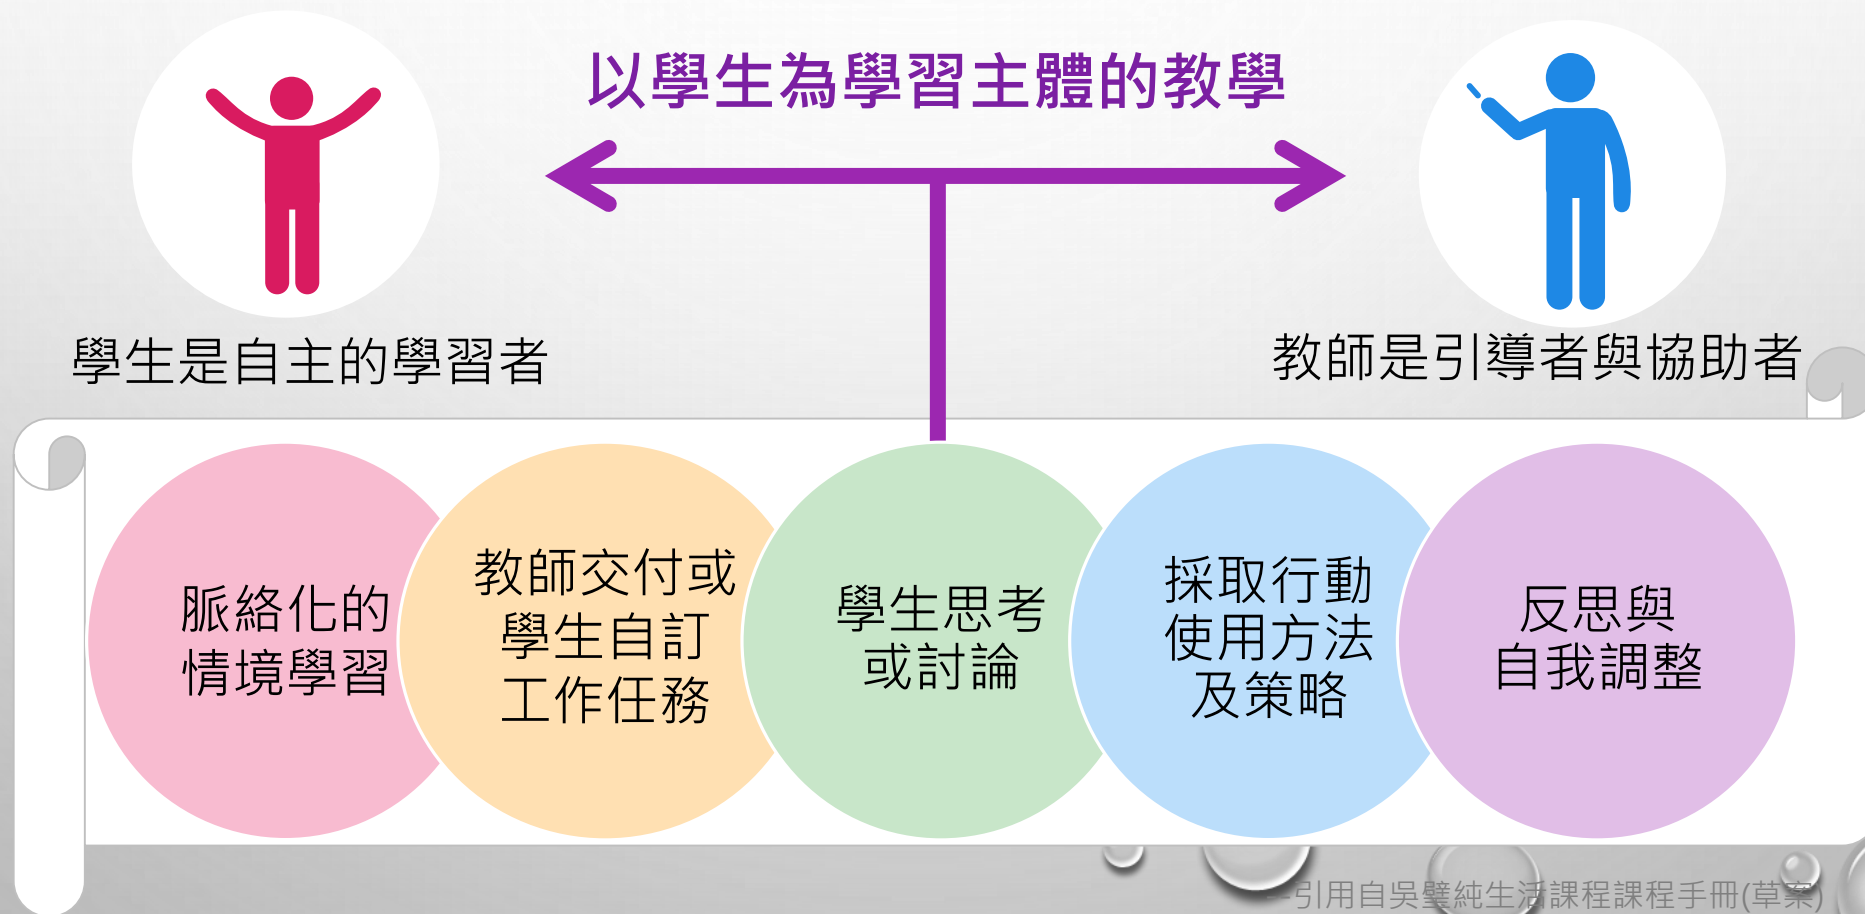 以學生為學習主體的教學
學生是自主的學習者
教師是引導者與協助者
脈絡化的
情境學習
教師交付或
學生自訂
工作任務
學生思考
或討論
採取行動
使用方法
及策略
反思與
自我調整
—引用自吳璧純生活課程課程手冊(草案)